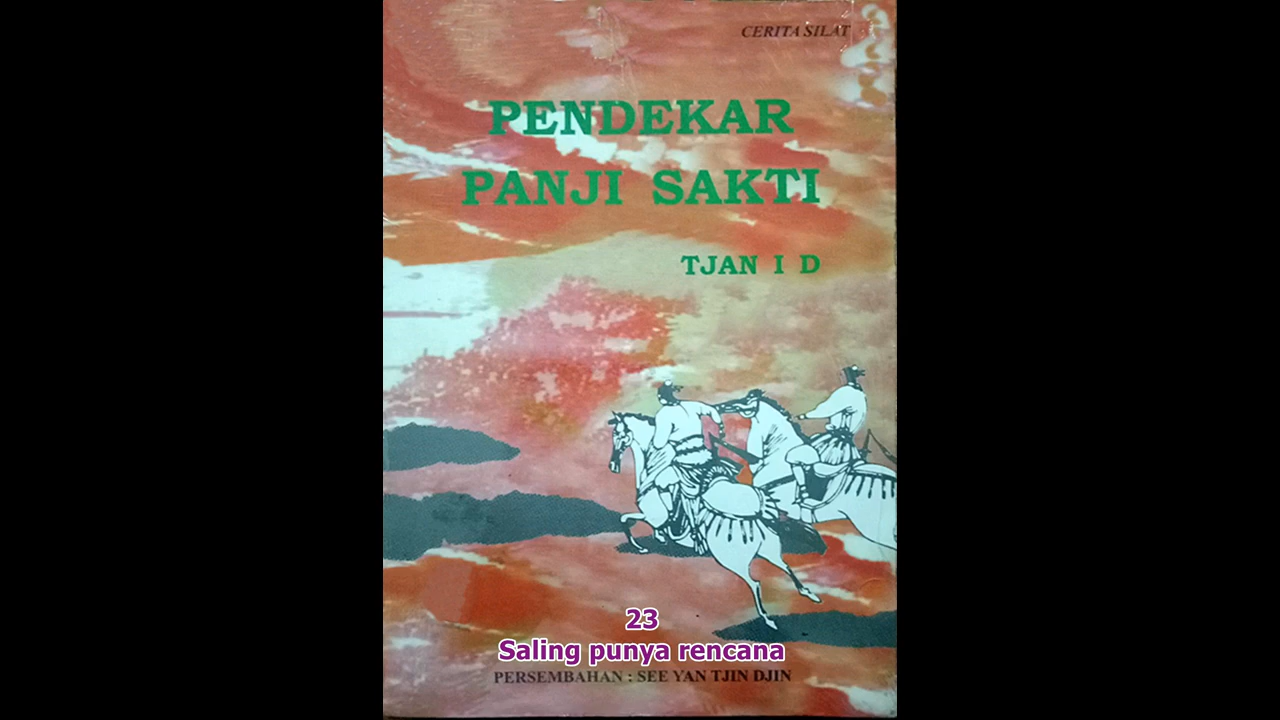 CERITA SILAT
PENDEKAR
PANJI SAKTI
TJAN I D
23
Saling punya rencana
PERSEMBAHAN : SEE YAN TJIN DJIN